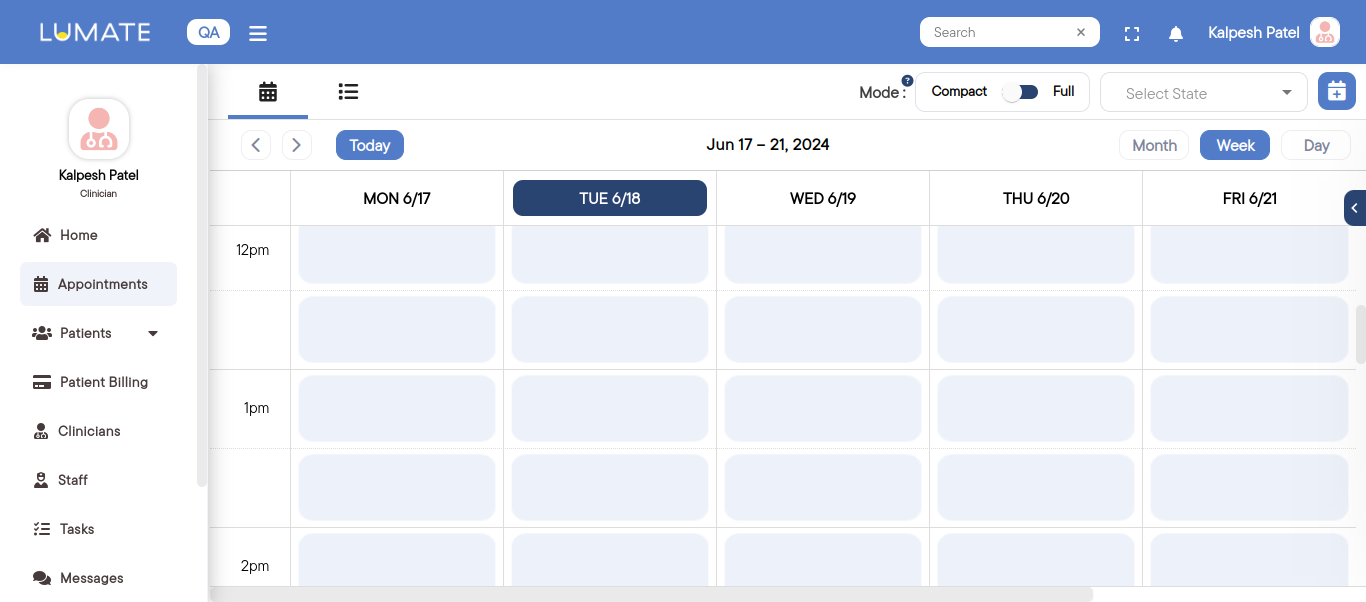 LUMATE QA Search Kalpesh Patel
Mode : ? Compact Full Select State
Kalpesh Patel
Clinician
Home
Appointments
Patients
Patient Billing
Clinicians
Staff
Tasks
Messages
Today Jun 17 – 21, 2024 Month Week Day
MON 6/17 TUE 6/18 WED 6/19 THU 6/20 FRI 6/21
12pm
1pm
2pm